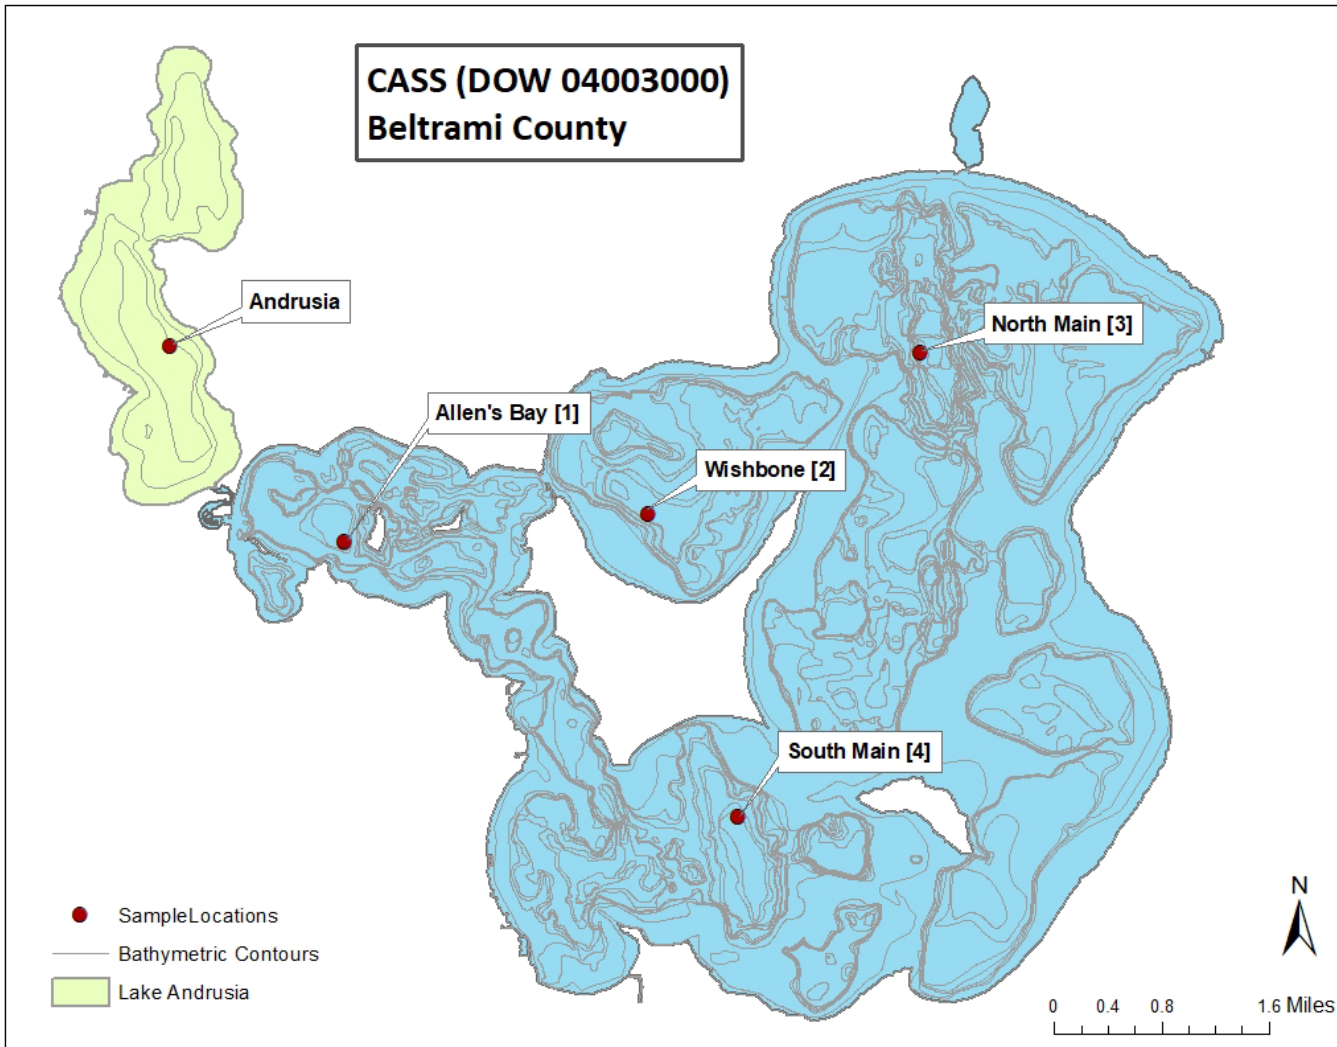 CASS (DOW 04003000)
Beltrami County
Andrusia
North Main [3]
Allen's Bay [1]
Wishbone [2]
South Main [4]
SampleLocations
Bathymetric Contours
Lake Andrusia
N
0 0.4 0.8 1.6 Miles